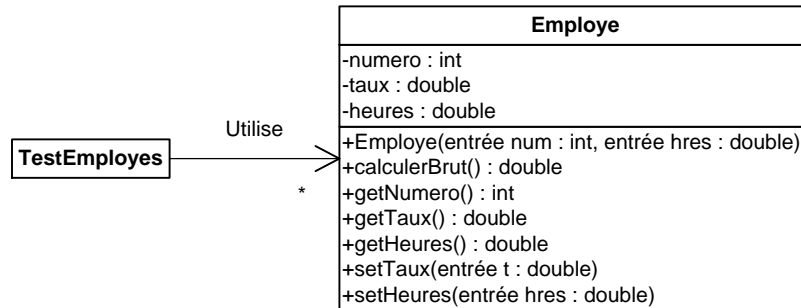 Employe
-numero : int
-taux : double
-heures : double
+Employe(entrée num : int, entrée hres : double)
+calculerBrut() : double
+getNumero() : int
+getTaux() : double
+getHeures() : double
+setTaux(entrée t : double)
+setHeures(entrée hres : double)
TestEmployes
Utilise
*